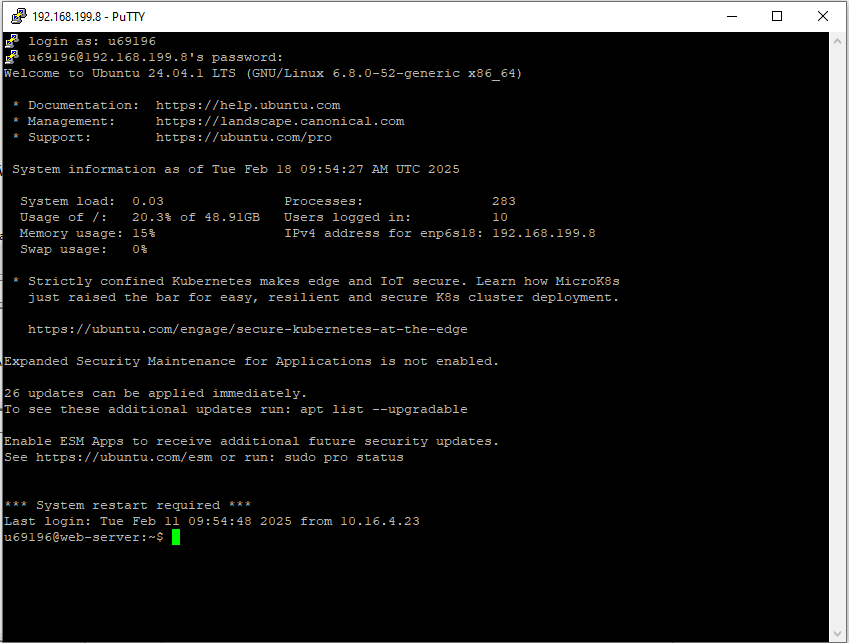 192.168.199.8 - PuTTY
login as: u69196
u69196@192.168.199.8's password:
Welcome to Ubuntu 24.04.1 LTS (GNU/Linux 6.8.0-52-generic x86_64)
* Documentation: https://help.ubuntu.com
* Management: https://landscape.canonical.com
* Support: https://ubuntu.com/pro
System information as of Tue Feb 18 09:54:27 AM UTC 2025
System load: 0.03 Processes: 283
Usage of /: 20.3% of 48.91GB Users logged in: 10
Memory usage: 15% IPv4 address for enp6s18: 192.168.199.8
Swap usage: 0%
* Strictly confined Kubernetes makes edge and IoT secure. Learn how MicroK8s
just raised the bar for easy, resilient and secure K8s cluster deployment.
https://ubuntu.com/engage/secure-kubernetes-at-the-edge
Expanded Security Maintenance for Applications is not enabled.
26 updates can be applied immediately.
To see these additional updates run: apt list --upgradable
Enable ESM Apps to receive additional future security updates.
See https://ubuntu.com/esm or run: sudo pro status
*** System restart required ***
Last login: Tue Feb 11 09:54:48 2025 from 10.16.4.23
u69196@web-server:~$